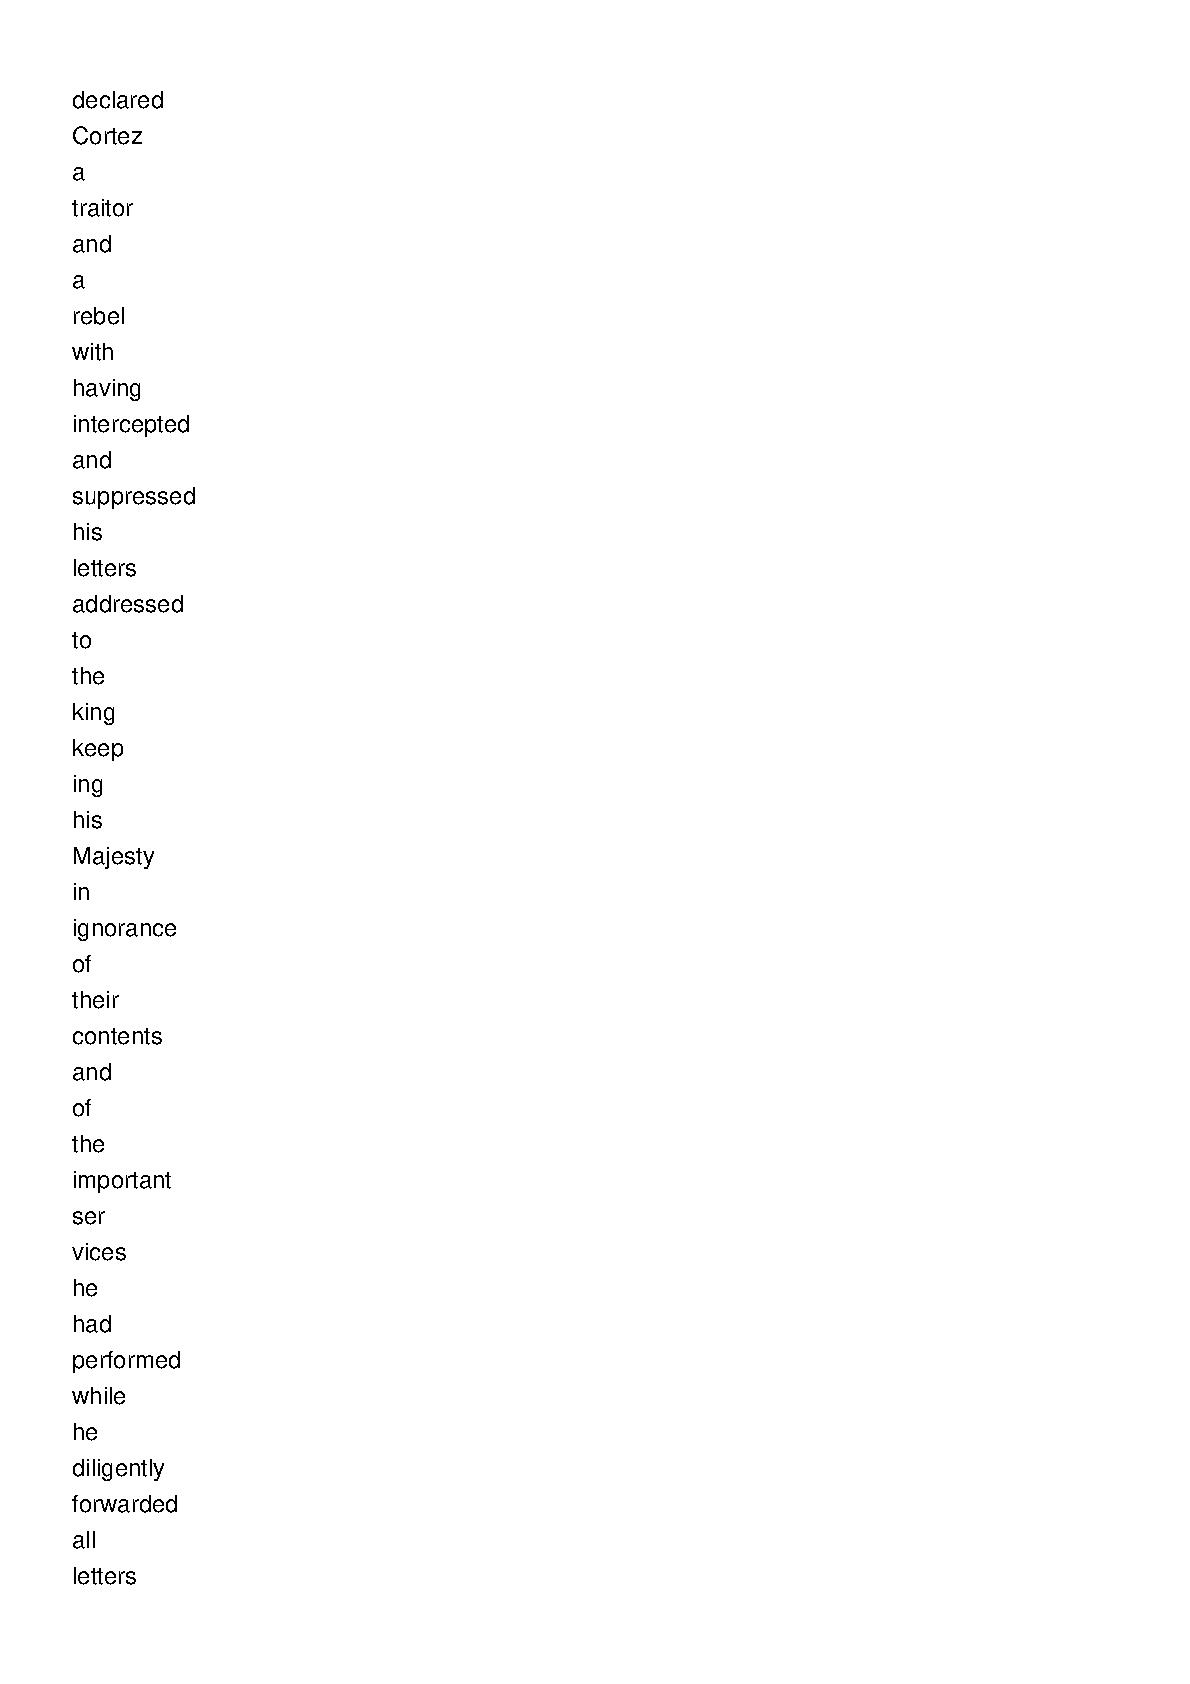 declared
Cortez
a
traitor
and
a
rebel
with
having
intercepted
and
suppressed
his
letters
addressed
to
the
king
keep
ing
his
Majesty
in
ignorance
of
their
contents
and
of
the
important
ser
vices
he
had
performed
while
he
diligently
forwarded
all
letters